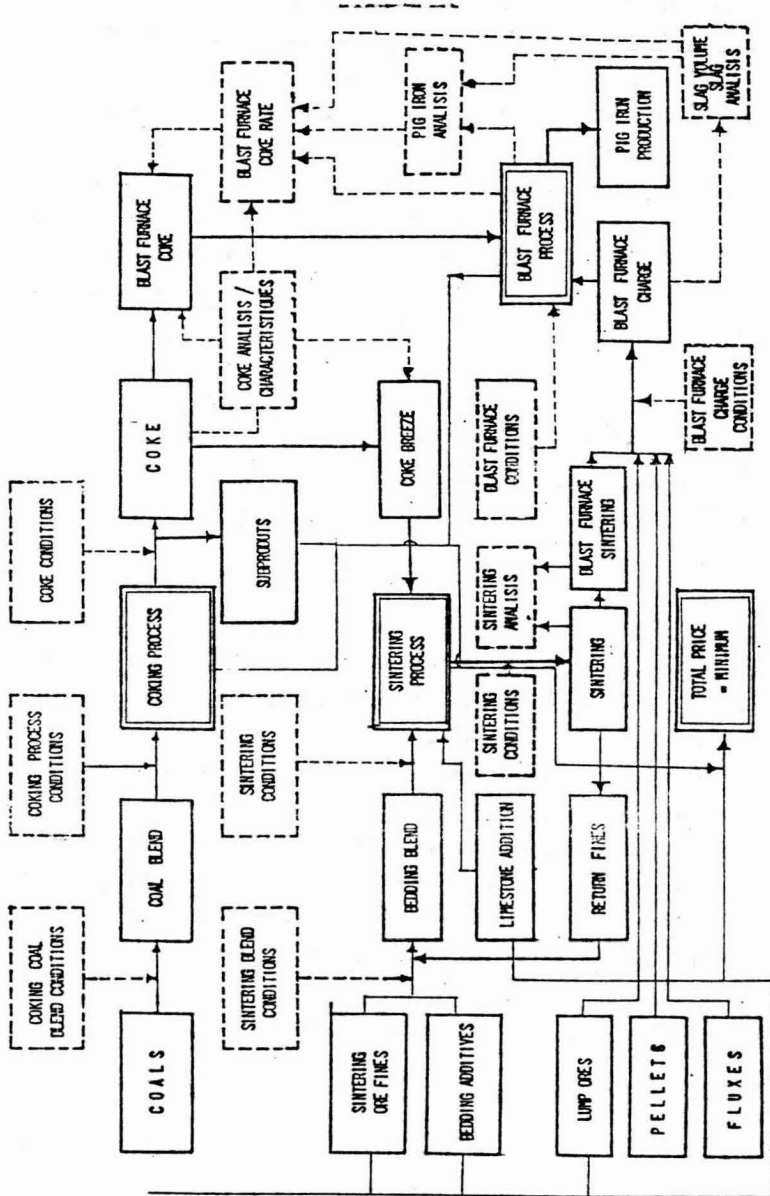 COKING COAL
BLEND CONDITIONS
COKING PROCESS
CONDITIONS
COKE CONDITIONS
COALS
COAL BLEND
COKING PROCESS
COKE
BLAST FURNACE
COKE
SUBPRODUTS
COKE ANALISIS /
CHARACTERISTIQUES
BLAST FURNACE
COKE RATE
SINTERING BLEND
CONDITIONS
SINTERING
CONDITIONS
SINTERING
ORE FINES
BEDDING BLEND
SINTERING
PROCESS
COKE BREEZE
PIG IRON
ANALISIS
BEDDING ADDITIVES
LIMESTONE ADDITION
SINTERING
CONDITIONS
SINTERING
ANALYSIS
BLAST FURNACE
CONDITIONS
BLAST FURNACE
PROCESS
RETURN FINES
SINTERING
BLAST FURNACE
SINTERING
BLAST FURNACE
CHARGE
PIG IRON
PRODUCTION
LUMP ORES
PELLETS
FLUXES
TOTAL PRICE
= MINIMUM
BLAST FURNACE
CHARGE CONDITIONS
SLAG VOLUME
SLAG
ANALISIS